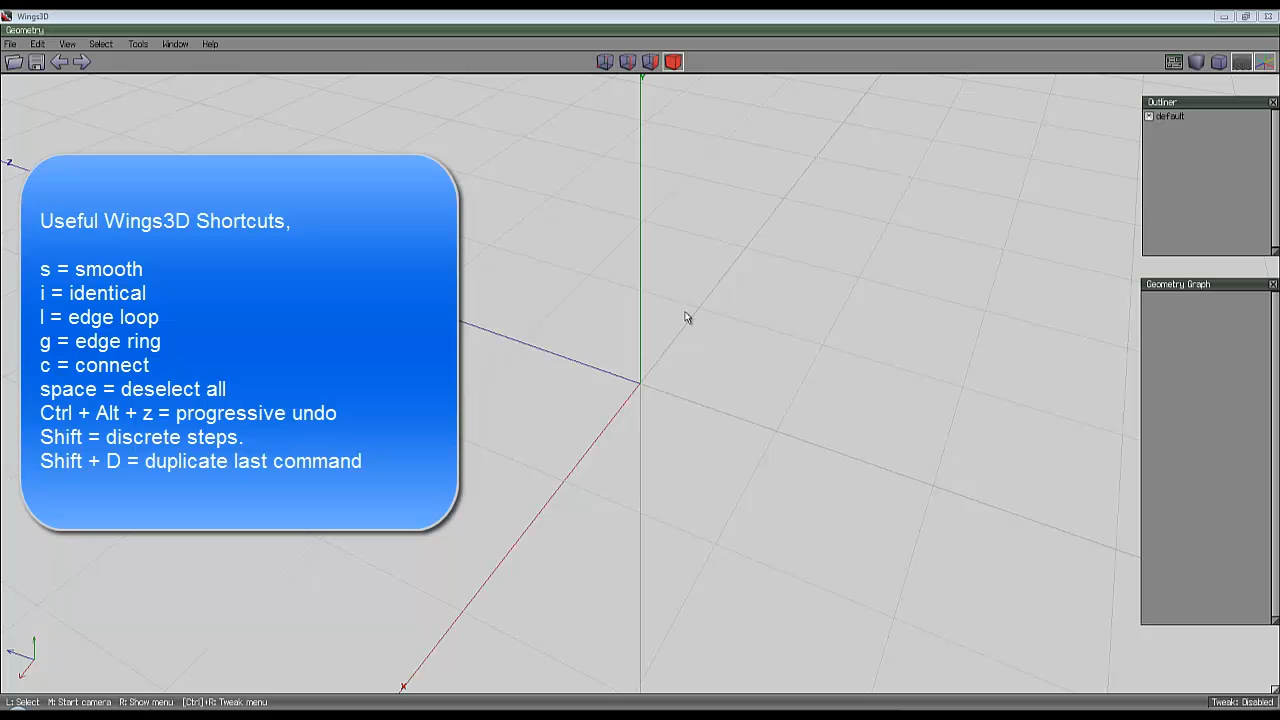 Wings3D
Geometry
File Edit View Select Tools Window Help
Y
Outliner
default
Z
Useful Wings3D Shortcuts,
s = smooth
i = identical
l = edge loop
g = edge ring
c = connect
space = deselect all
Ctrl + Alt + z = progressive undo
Shift = discrete steps.
Shift + D = duplicate last command
Geometry Graph
X
L: Select M: Start camera R: Show menu [Ctrl]+R: Tweak menu
Tweak: Disabled